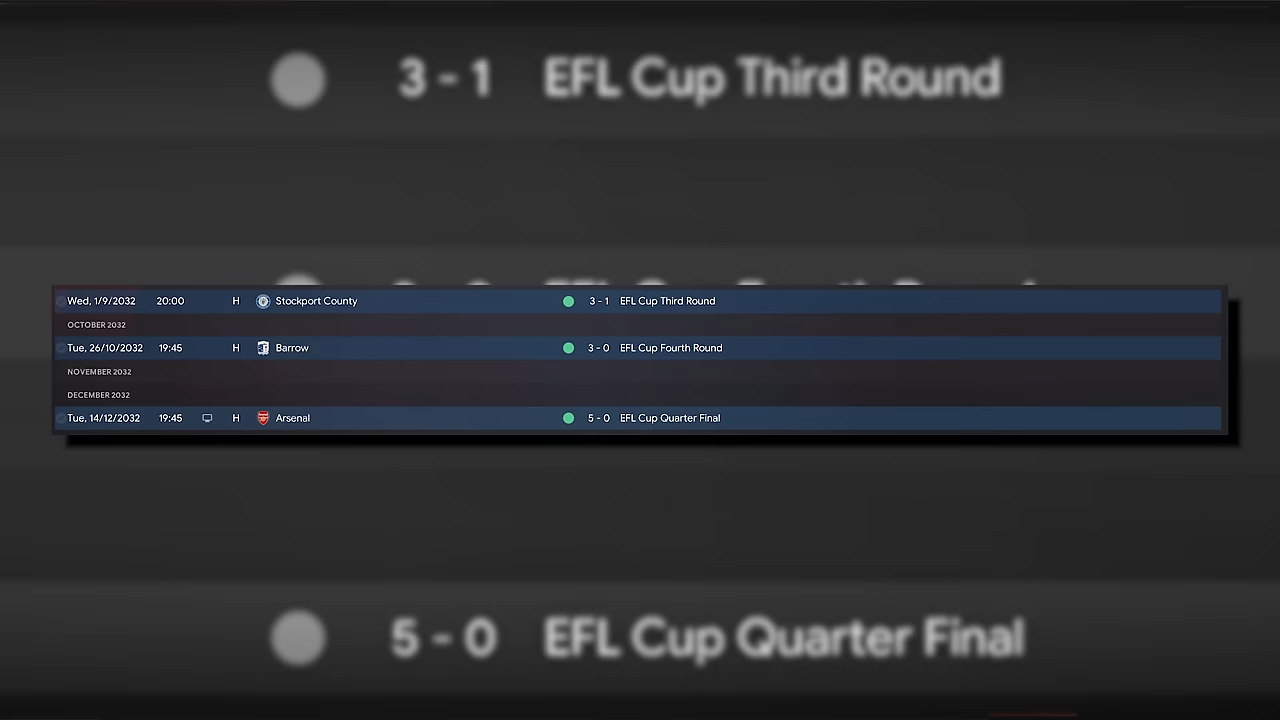 3 - 1 EFL Cup Third Round
Wed, 1/9/2032 20:00 H Stockport County 3 - 1 EFL Cup Third Round
OCTOBER 2032
Tue, 26/10/2032 19:45 H Barrow 3 - 0 EFL Cup Fourth Round
NOVEMBER 2032
DECEMBER 2032
Tue, 14/12/2032 19:45 H Arsenal 5 - 0 EFL Cup Quarter Final
5 - 0 EFL Cup Quarter Final